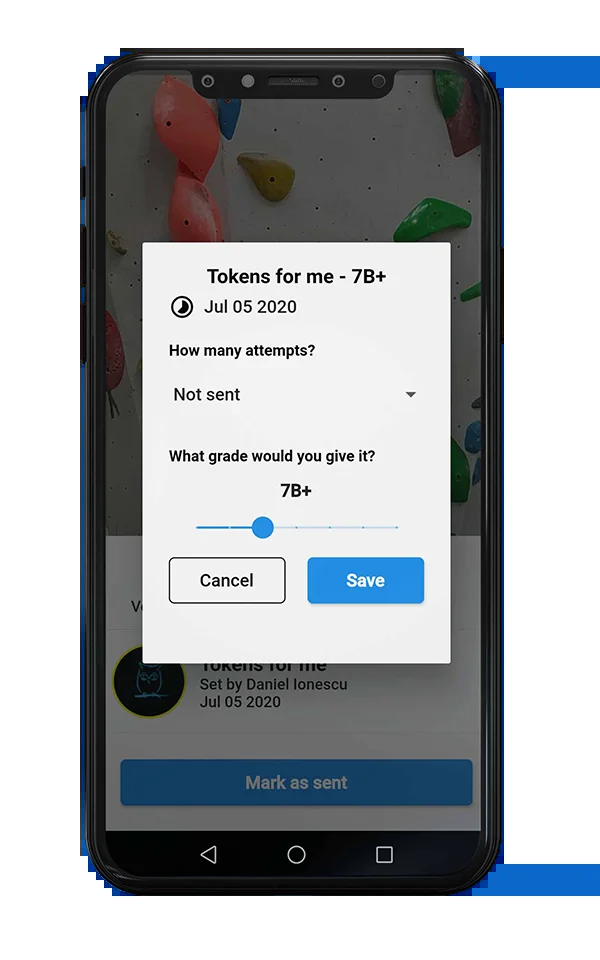 Tokens for me - 7B+
Jul 05 2020
How many attempts?
Not sent
What grade would you give it?
7B+
Cancel
Save
Tokens for me
Set by Daniel Ionescu
Jul 05 2020
Mark as sent